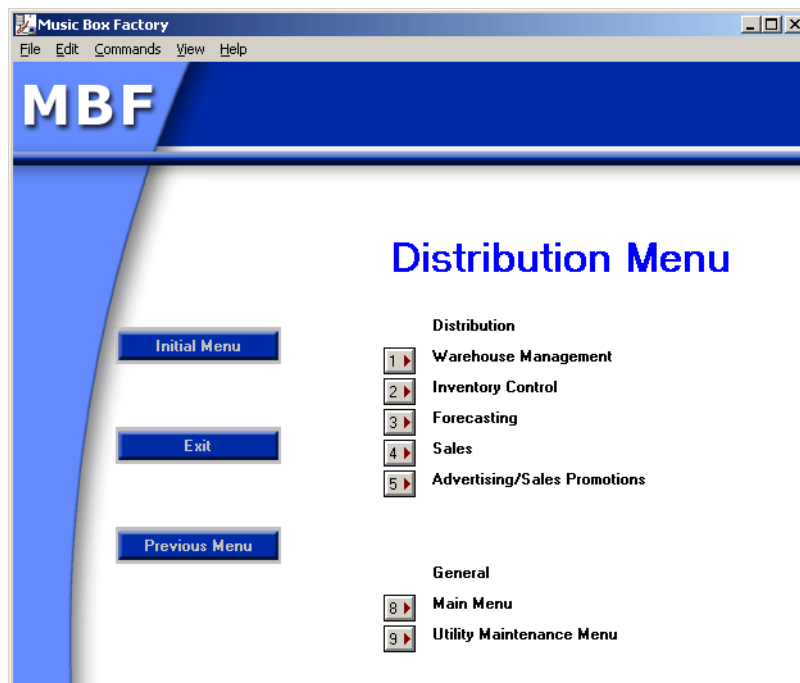 Music Box Factory
File Edit Commands View Help
MBF
Distribution Menu
Initial Menu
Exit
Previous Menu
Distribution
1 Warehouse Management
2 Inventory Control
3 Forecasting
4 Sales
5 Advertising/Sales Promotions
General
8 Main Menu
9 Utility Maintenance Menu